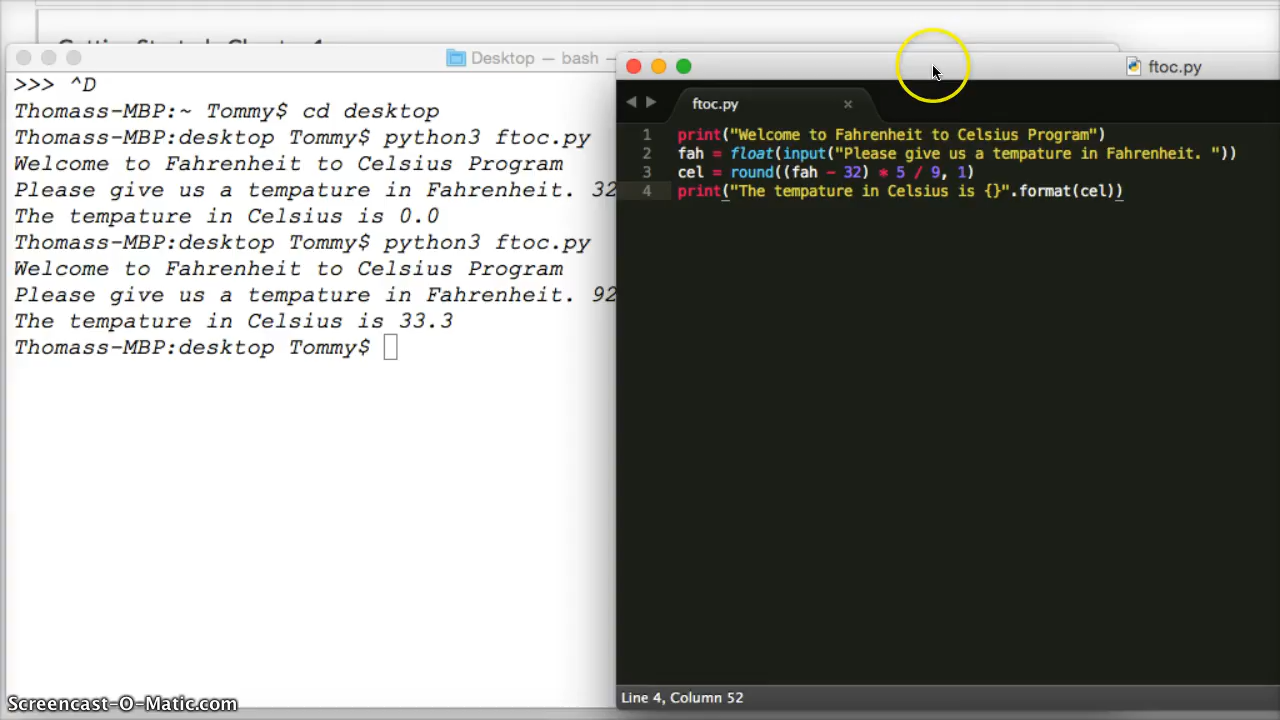 Desktop — bash —
>>> ^D
Thomass-MBP:~ Tommy$ cd desktop
Thomass-MBP:desktop Tommy$ python3 ftoc.py
Welcome to Fahrenheit to Celsius Program
Please give us a tempature in Fahrenheit. 32
The tempature in Celsius is 0.0
Thomass-MBP:desktop Tommy$ python3 ftoc.py
Welcome to Fahrenheit to Celsius Program
Please give us a tempature in Fahrenheit. 92
The tempature in Celsius is 33.3
Thomass-MBP:desktop Tommy$
ftoc.py
ftoc.py ×
1 print("Welcome to Fahrenheit to Celsius Program")
2 fah = float(input("Please give us a tempature in Fahrenheit. "))
3 cel = round((fah - 32) * 5 / 9, 1)
4 print("The tempature in Celsius is {}".format(cel))
Line 4, Column 52
Screencast-O-Matic.com